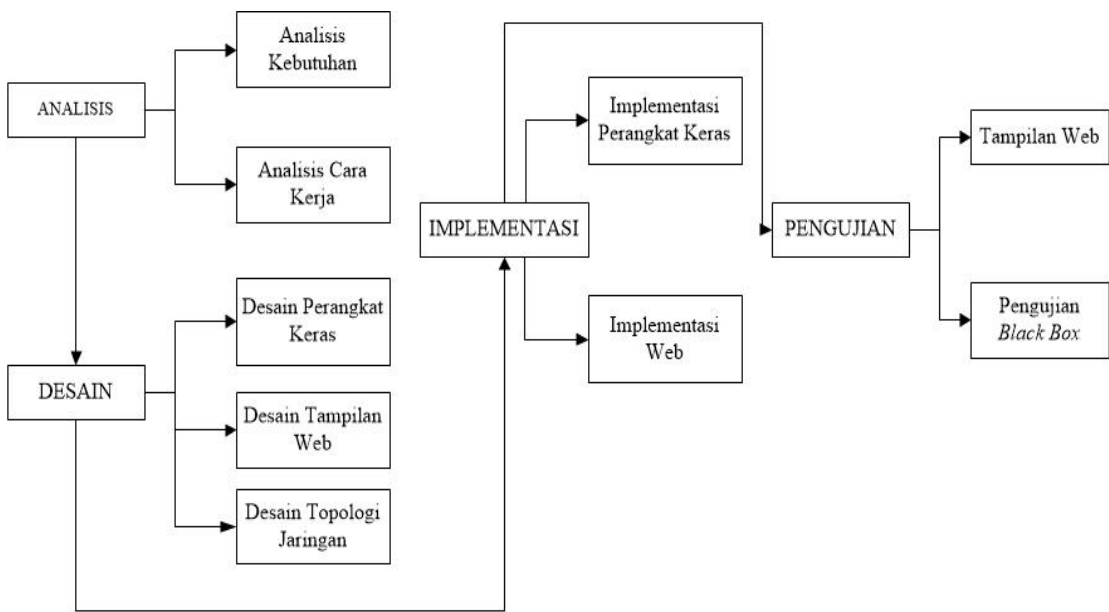 ANALISIS
Analisis
Kebutuhan
Analisis Cara
Kerja
DESAIN
Desain Perangkat
Keras
Desain Tampilan
Web
Desain Topologi
Jaringan
IMPLEMENTASI
Implementasi
Perangkat Keras
Implementasi
Web
PENGUJIAN
Tampilan Web
Pengujian
Black Box